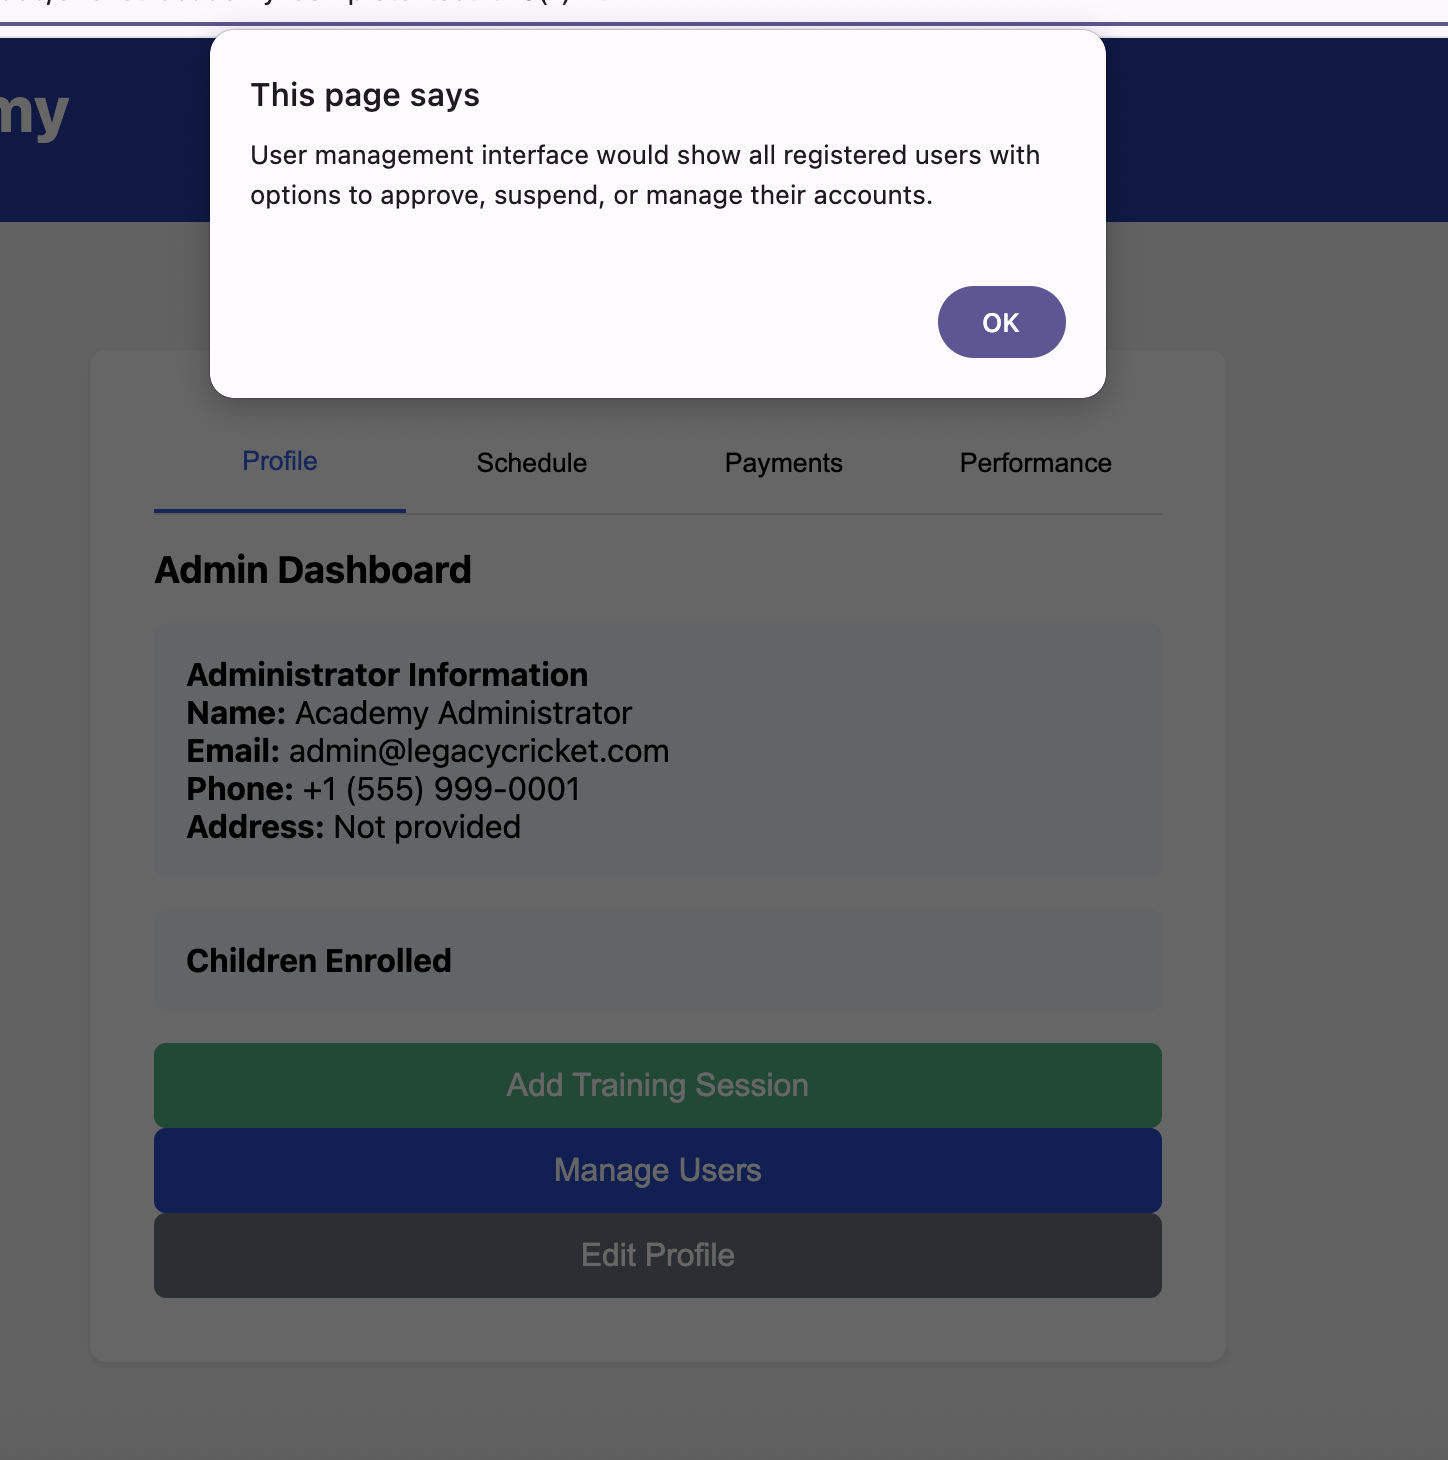 my
This page says
User management interface would show all registered users with
options to approve, suspend, or manage their accounts.
OK
Profile Schedule Payments Performance
Admin Dashboard
Administrator Information
Name: Academy Administrator
Email: admin@legacycricket.com
Phone: +1 (555) 999-0001
Address: Not provided
Children Enrolled
Add Training Session
Manage Users
Edit Profile